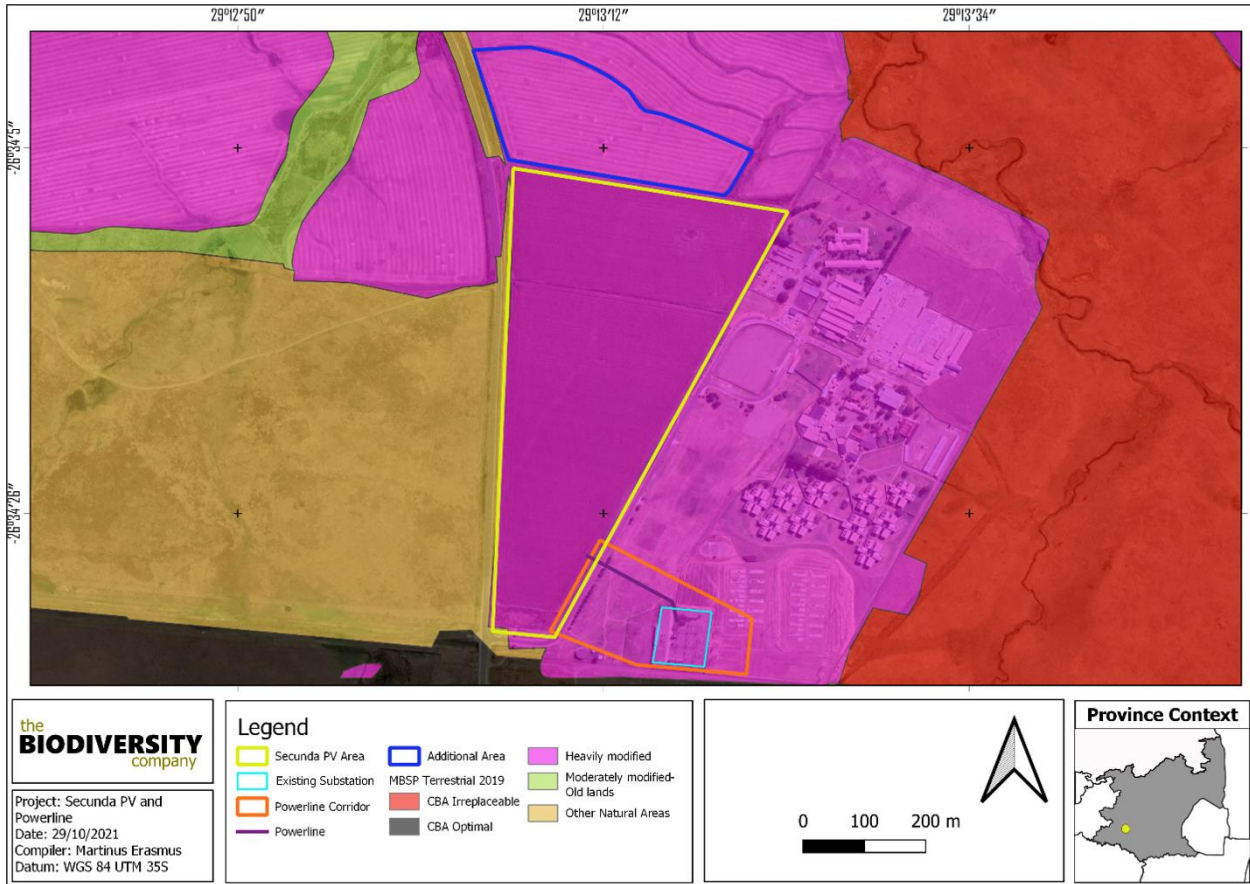 29°12'50" 29°13'12" 29°13'34"
-26°34'5"
-26°34'26"
the
BIODIVERSITY
company
Project: Secunda PV and
Powerline
Date: 29/10/2021
Compiler: Martinus Erasmus
Datum: WGS 84 UTM 35S
Legend
Secunda PV Area
Existing Substation
Powerline Corridor
Powerline
Additional Area
MBSP Terrestrial 2019
CBA Irreplaceable
CBA Optimal
Heavily modified
Moderately modified-
Old lands
Other Natural Areas
0 100 200 m
Province Context